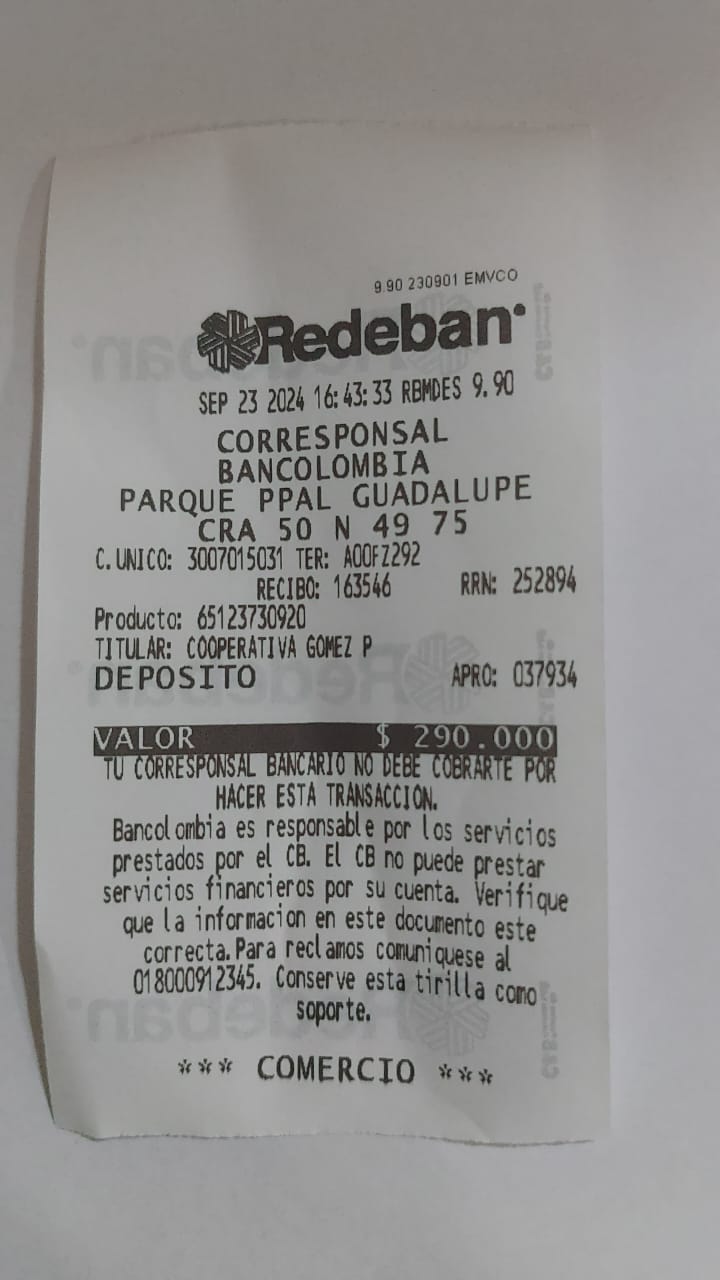 9.90 230901 EMVCO
Redeban
SEP 23 2024 16:43:33 RBMDES 9.90
CORRESPONSAL
BANCOLOMBIA
PARQUE PPAL GUADALUPE
CRA 50 N 49 75
C.UNICO: 3007015031 TER: A00FZ292
RECIBO: 163546 RRN: 252894
Producto: 65123730920
TITULAR: COOPERATIVA GOMEZ P
DEPOSITO APRO: 037934
VALOR $ 290.000
TU CORRESPONSAL BANCARIO NO DEBE COBRARTE POR
HACER ESTA TRANSACCION.
Bancolombia es responsable por los servicios
prestados por el CB. El CB no puede prestar
servicios financieros por su cuenta. Verifique
que la informacion en este documento este
correcta.Para reclamos comuniquese al
018000912345. Conserve esta tirilla como
soporte.
*** COMERCIO ***